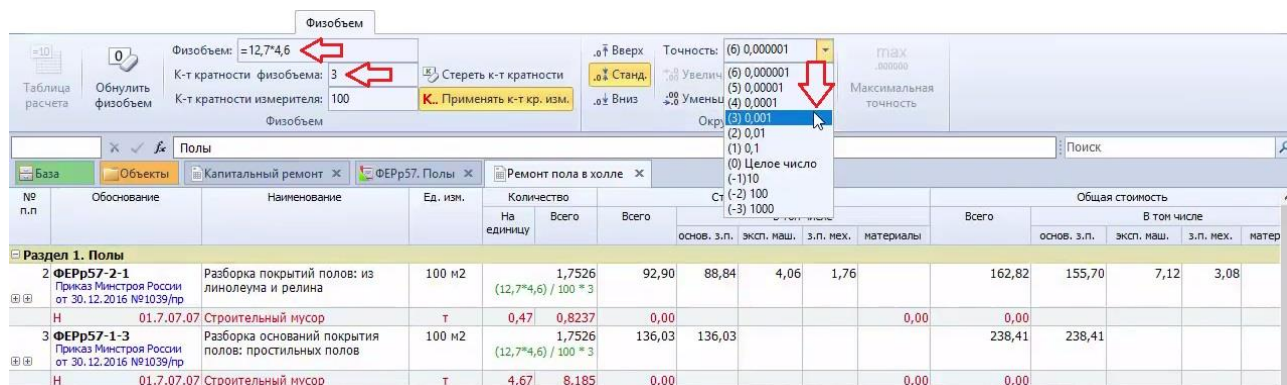 Физобъем
Физобъем: =12,7*4,6
К-т кратности физобъема: 3
К-т кратности измерителя: 100
Физобъем
=10
Таблица
расчета
0
Обнулить
физобъем
Стереть к-т кратности
К.. Применять к-т кр. изм.
Вверх
Станд.
Вниз
Точность: (6) 0,000001
Увелич
Уменьш
Окру
(6) 0,000001
(5) 0,00001
(4) 0,0001
(3) 0,001
(2) 0,01
(1) 0,1
(0) Целое число
(-1)10
(-2) 100
(-3) 1000
max
.000000
Максимальная
точность
fx Полы
Поиск
База Объекты Капитальный ремонт × ФЕРр57. Полы × Ремонт пола в холле ×
№ п.п Обоснование Наименование Ед. изм. Количество Ст Общая стоимость
На единицу Всего Всего Всего В том числе
основ. з.п. эксп. маш. з.п. мех. материалы основ. з.п. эксп. маш. з.п. мех. матер
Раздел 1. Полы
2 ФЕРр57-2-1 Разборка покрытий полов: из 100 м2 1,7526 92,90 88,84 4,06 1,76 162,82 155,70 7,12 3,08
Приказ Минстроя России линолеума и релина (12,7*4,6) / 100 * 3
от 30.12.2016 №1039/пр
Н 01.7.07.07 Строительный мусор т 0,47 0,8237 0,00 0,00 0,00
3 ФЕРр57-1-3 Разборка оснований покрытия 100 м2 1,7526 136,03 136,03 238,41 238,41
Приказ Минстроя России полов: простильных полов (12,7*4,6) / 100 * 3
от 30.12.2016 №1039/пр
Н 01.7.07.07 Строительный мусор т 4,67 8,185 0,00 0,00 0,00